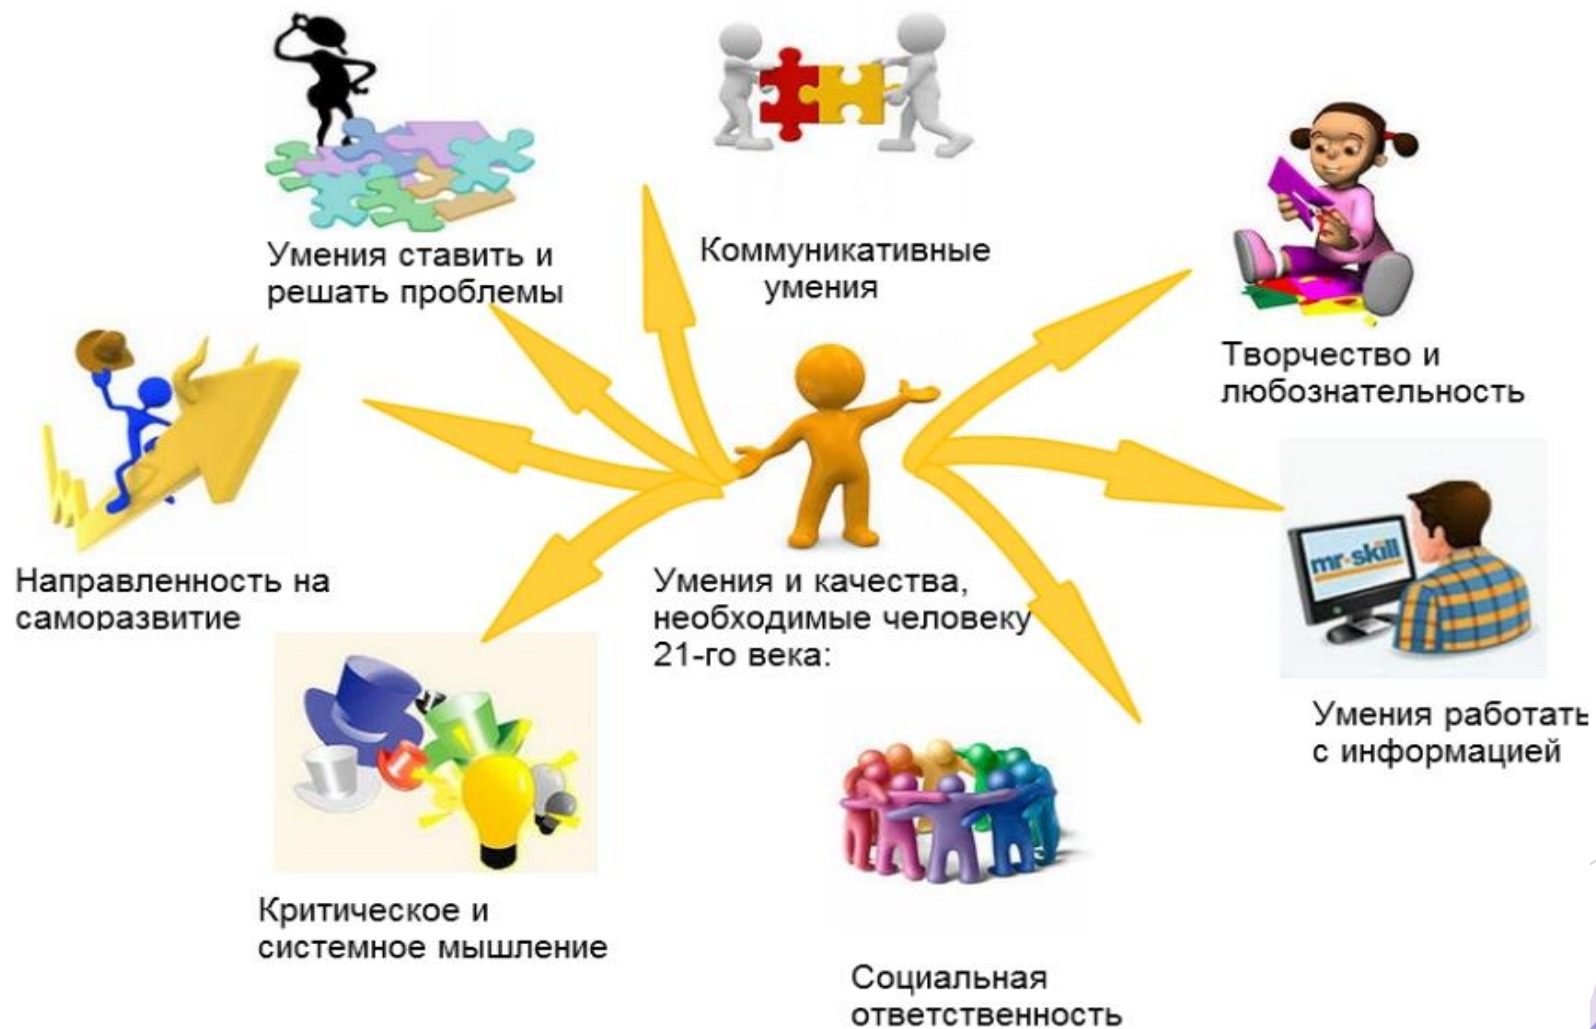 Умения ставить и
решать проблемы
Коммуникативные
умения
Творчество и
любознательность
Направленность на
саморазвитие
Умения и качества,
необходимые человеку
21-го века:
mr-skill
Умения работать
с информацией
Критическое и
системное мышление
Социальная
ответственность